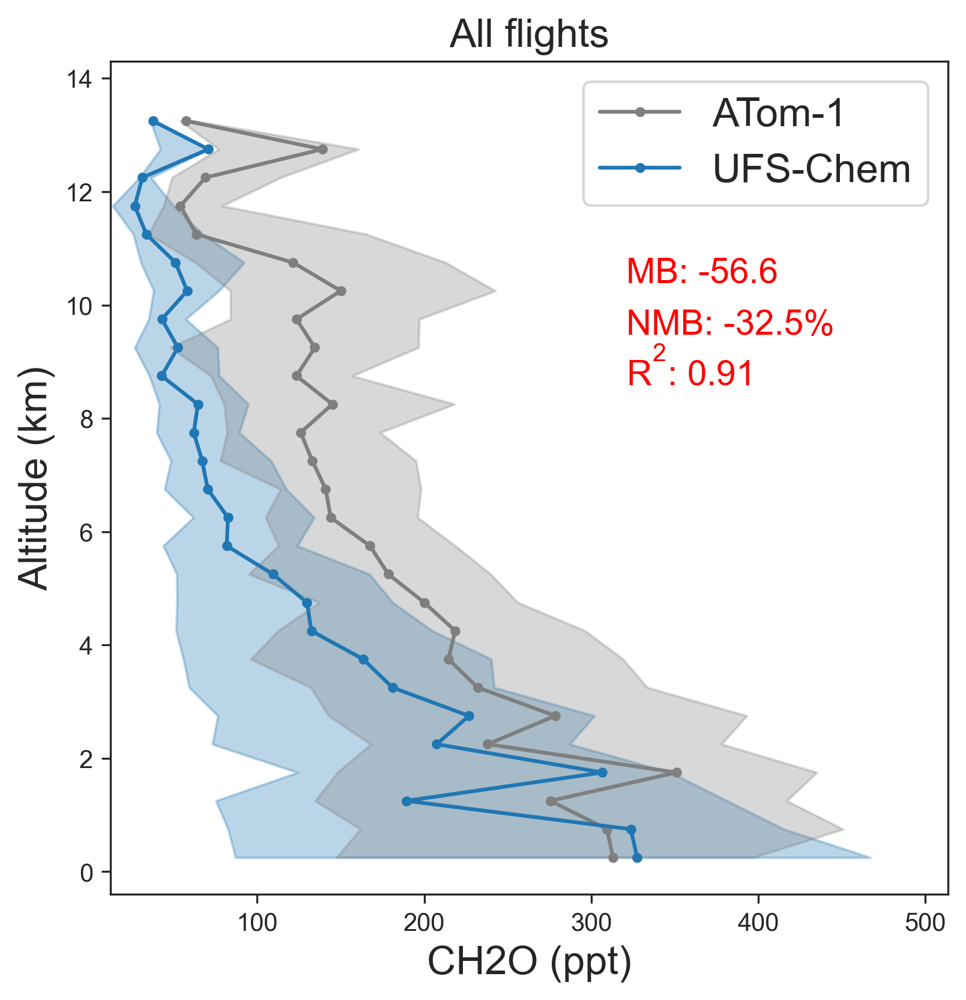 All flights
14
12
10
8
6
4
2
0
Altitude (km)
ATom-1
UFS-Chem
MB: -56.6
NMB: -32.5%
R²: 0.91
100 200 300 400 500
CH2O (ppt)